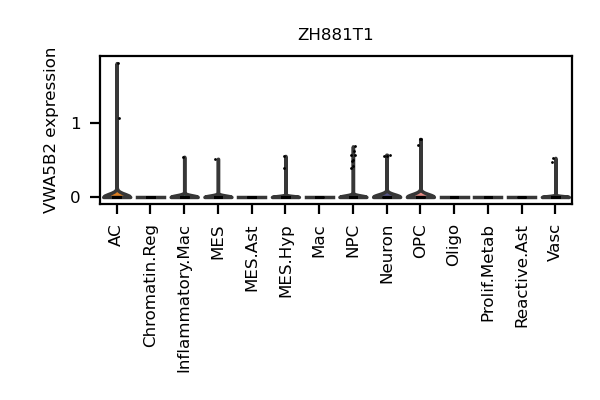 ZH881T1
VWA5B2 expression
1
0
AC
Chromatin.Reg
Inflammatory.Mac
MES
MES.Ast
MES.Hyp
Mac
NPC
Neuron
OPC
Oligo
Prolif.Metab
Reactive.Ast
Vasc